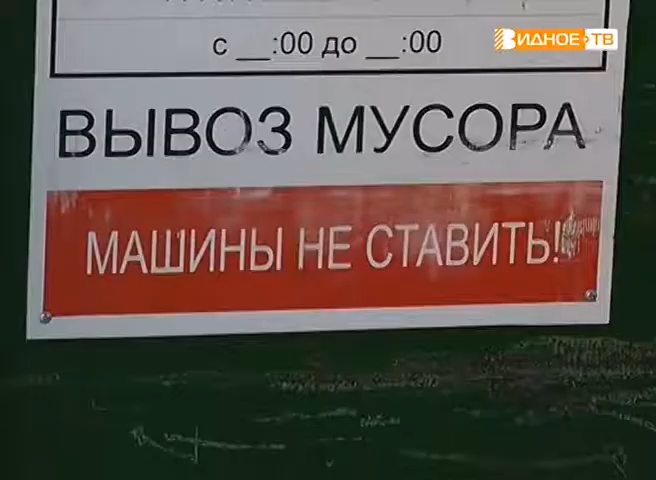 ВИДНОЕ ТВ
с __:00 до __:00
ВЫВОЗ МУСОРА
МАШИНЫ НЕ СТАВИТЬ!